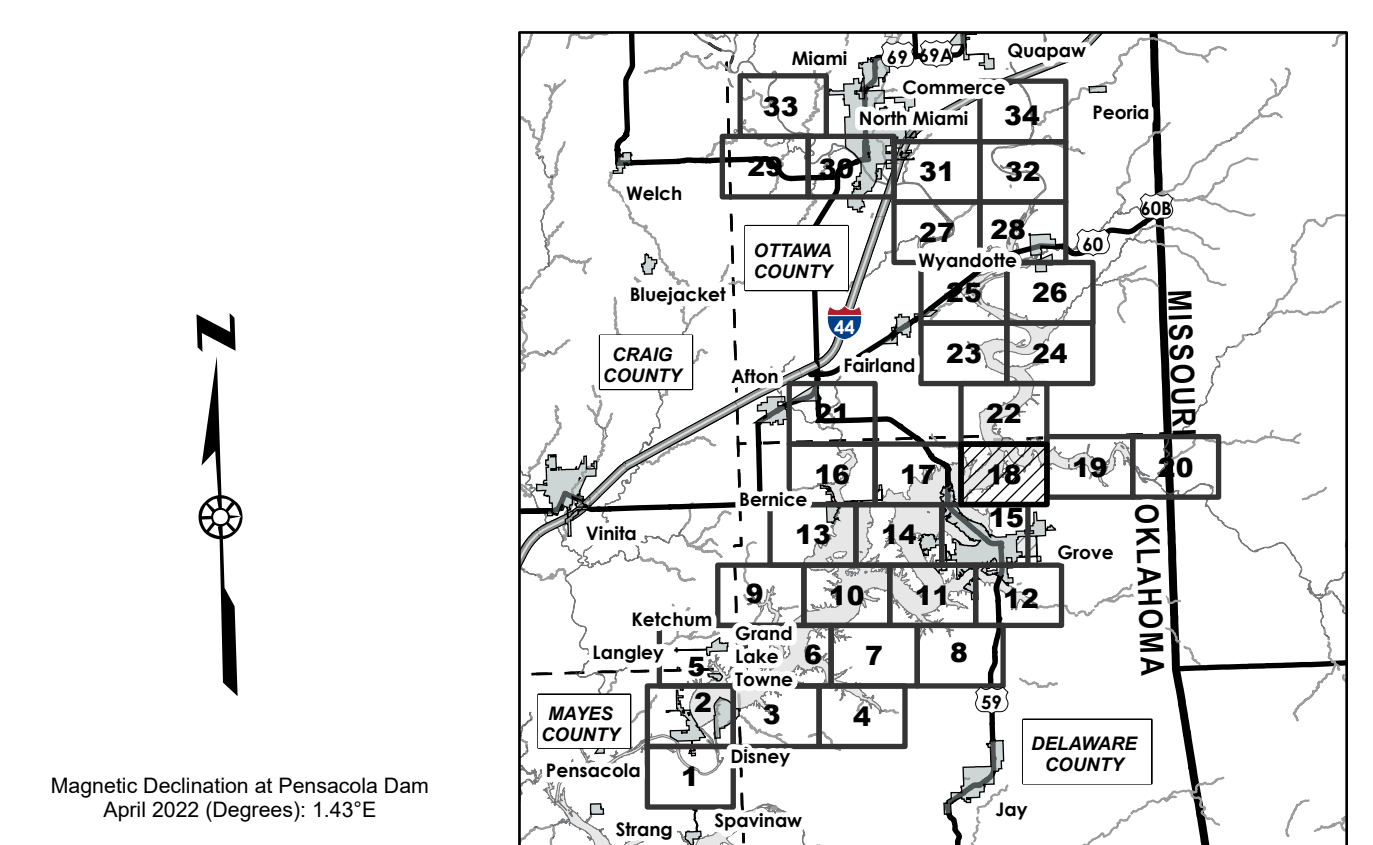 Miami
69
69A
Quapaw
Commerce
33
34
Peoria
North Miami
29
30
31
32
Welch
60B
27
28
60
OTTAWA
COUNTY
Wyandotte
Bluejacket
25
26
N
MISSOURI
44
CRAIG
COUNTY
Fairland
23
24
Afton
21
22
16
17
18
19
20
Bernice
OKLAHOMA
Vinita
13
14
15
Grove
9
10
11
12
Ketchum
Grand
Lake
Towne
Langley
5
6
7
8
MAYES
COUNTY
2
3
4
59
DELAWARE
COUNTY
Disney
Pensacola
1
Magnetic Declination at Pensacola Dam
April 2022 (Degrees): 1.43°E
Jay
Strang
Spavinaw